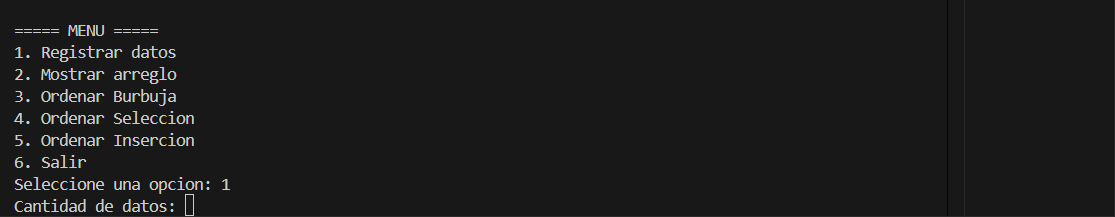 ===== MENU =====
1. Registrar datos
2. Mostrar arreglo
3. Ordenar Burbuja
4. Ordenar Seleccion
5. Ordenar Insercion
6. Salir
Seleccione una opcion: 1
Cantidad de datos: